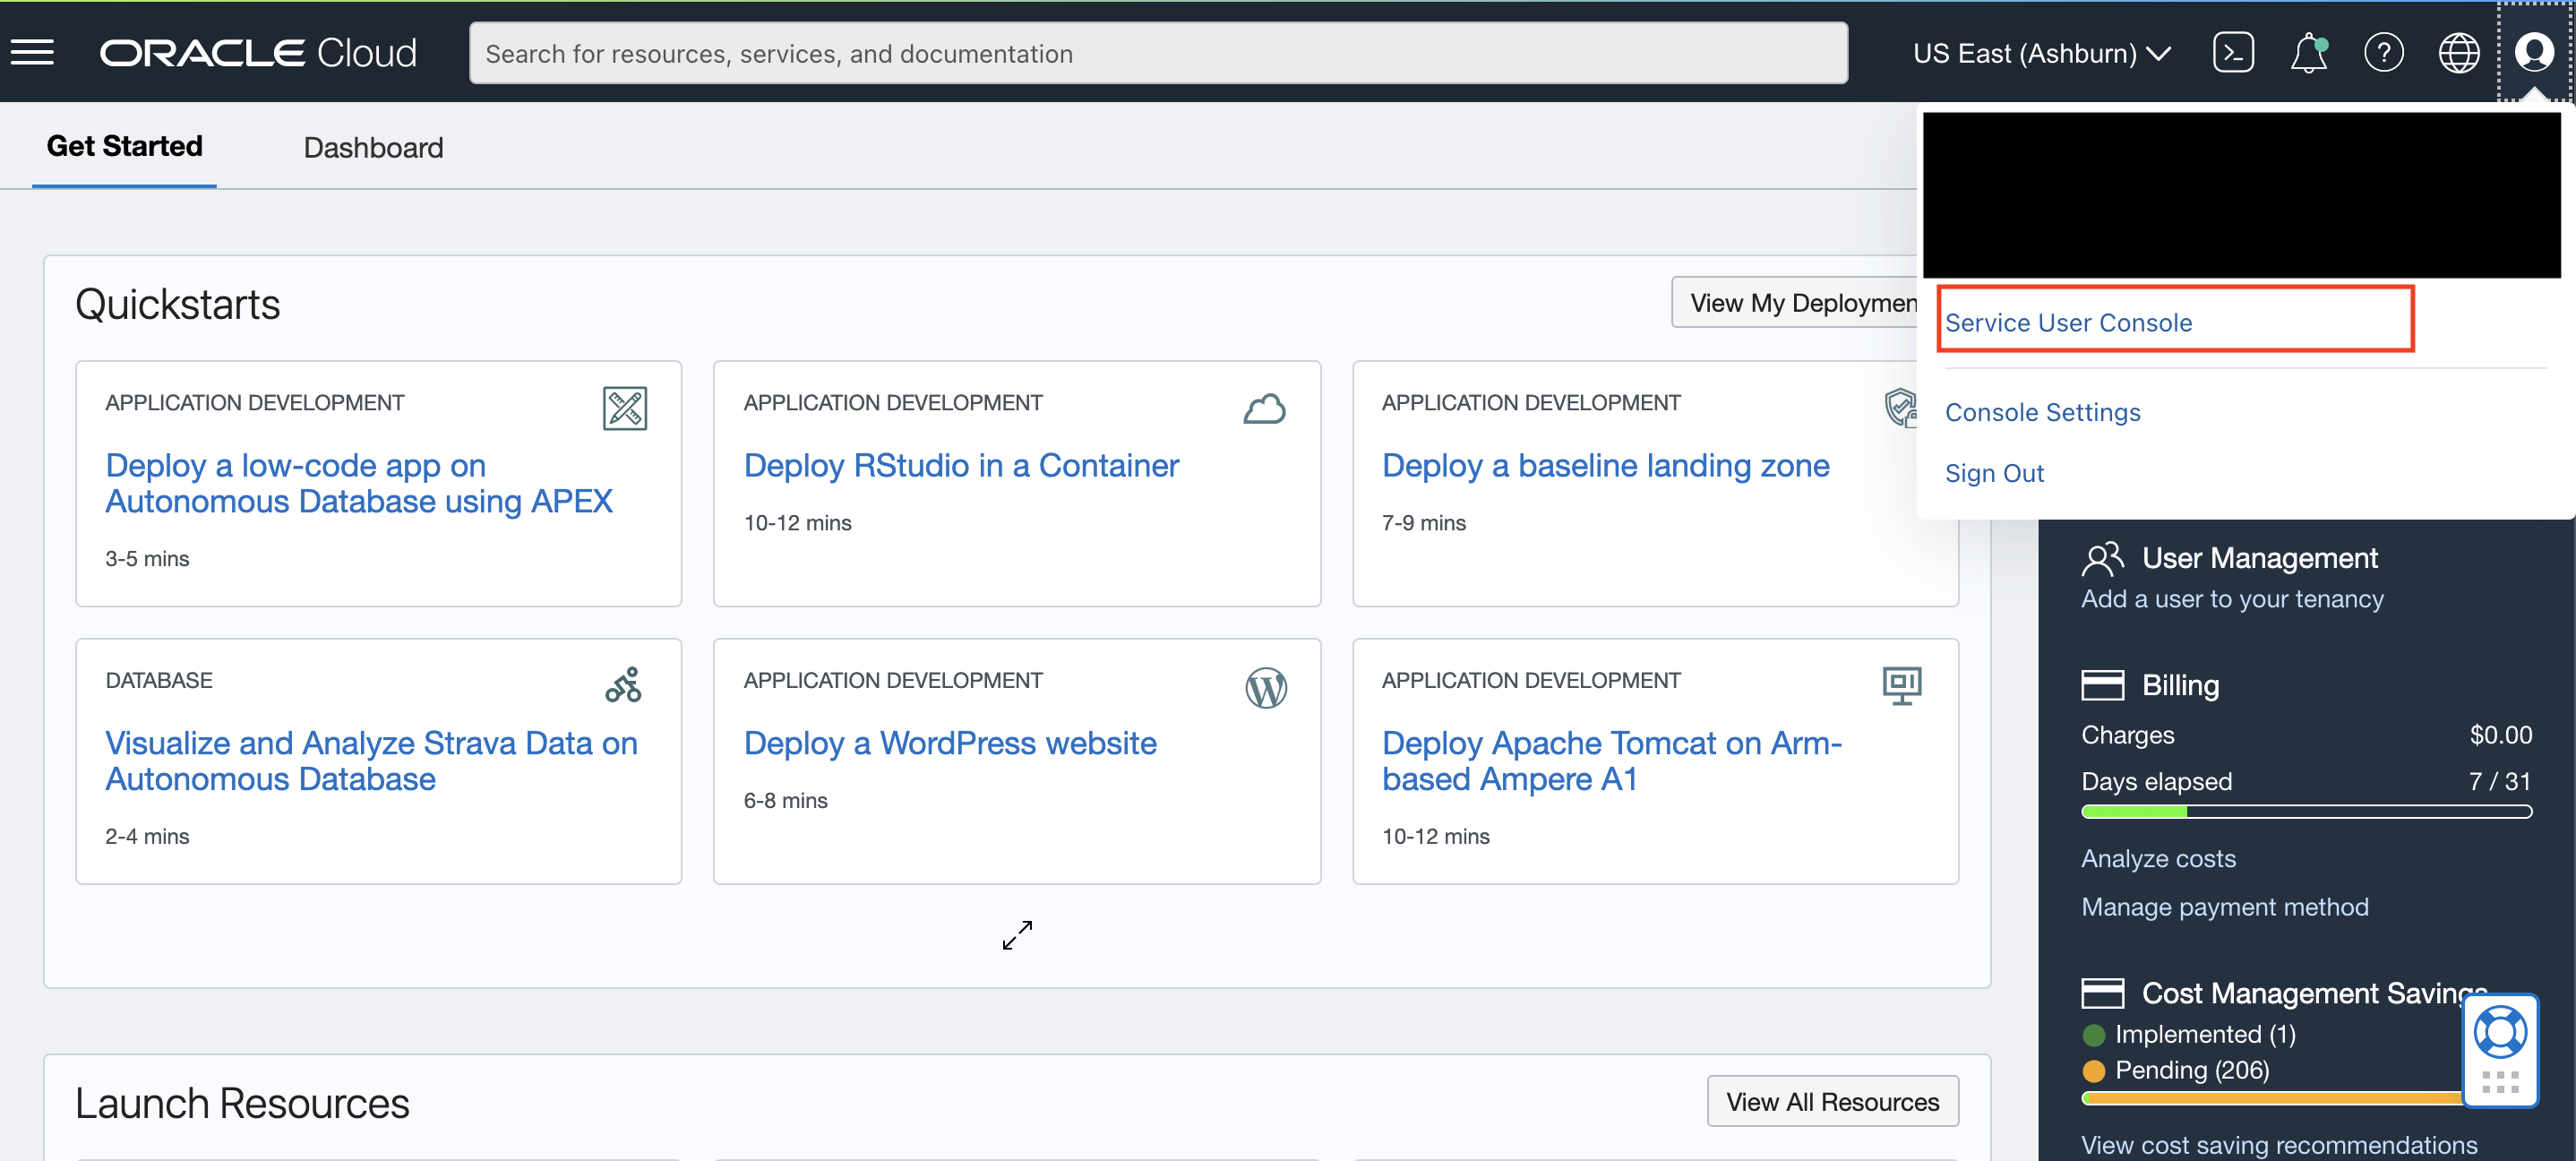 ORACLE Cloud
Search for resources, services, and documentation
US East (Ashburn)
Get Started
Dashboard
Service User Console
Console Settings
Sign Out
Quickstarts
View My Deploymen
APPLICATION DEVELOPMENT
Deploy a low-code app on
Autonomous Database using APEX
3-5 mins
APPLICATION DEVELOPMENT
Deploy RStudio in a Container
10-12 mins
APPLICATION DEVELOPMENT
Deploy a baseline landing zone
7-9 mins
DATABASE
Visualize and Analyze Strava Data on
Autonomous Database
2-4 mins
APPLICATION DEVELOPMENT
Deploy a WordPress website
6-8 mins
APPLICATION DEVELOPMENT
Deploy Apache Tomcat on Arm-
based Ampere A1
10-12 mins
Launch Resources
View All Resources
User Management
Add a user to your tenancy
Billing
Charges $0.00
Days elapsed 7 / 31
Analyze costs
Manage payment method
Cost Management Savings
Implemented (1)
Pending (206)
View cost saving recommendations